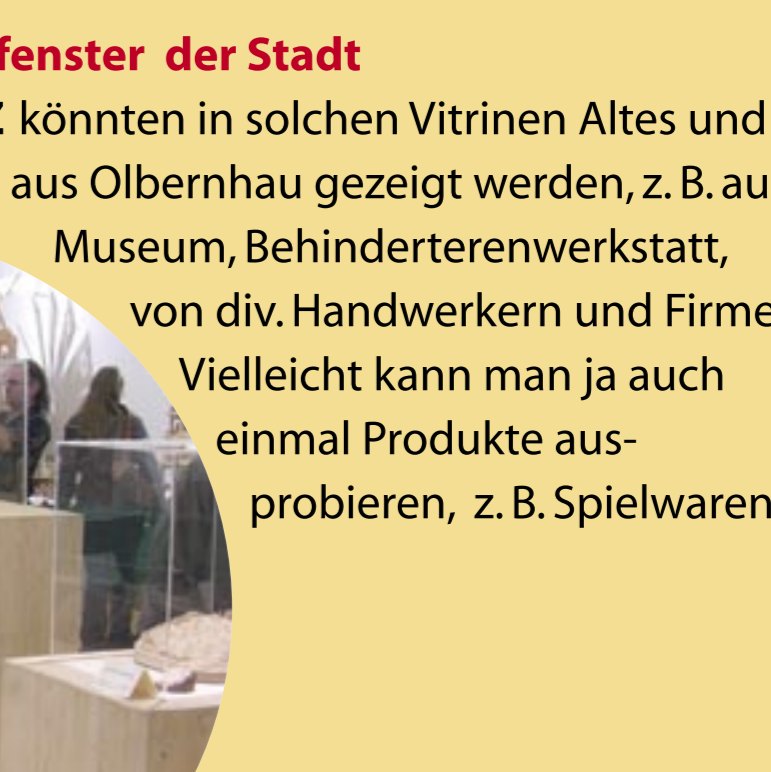 fenster der Stadt
könnten in solchen Vitrinen Altes und
aus Olbernhau gezeigt werden, z. B. au
Museum, Behinderterenwerkstatt,
von div. Handwerkern und Firme
Vielleicht kann man ja auch
einmal Produkte aus-
probieren, z. B. Spielwaren